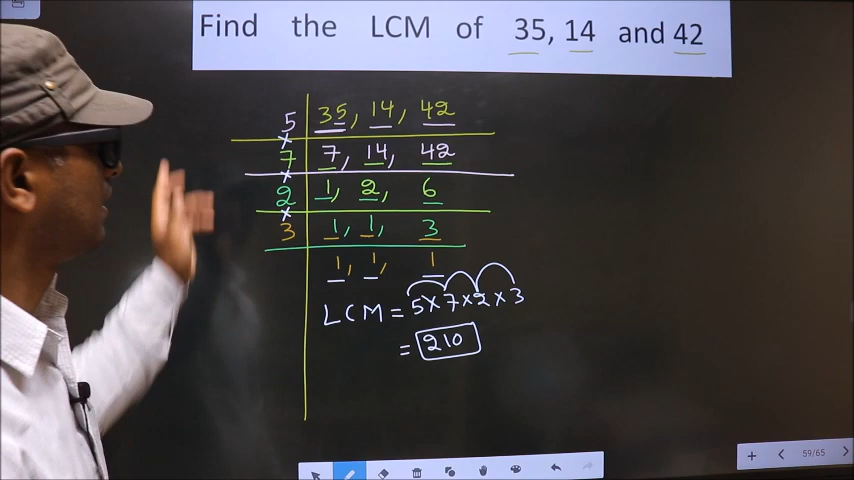 Find the LCM of 35, 14 and 42
5 35, 14, 42
×
7 7, 14, 42
×
2 1, 2, 6
×
3 1, 1, 3
1, 1, 1
LCM = 5×7×2×3
= 210
59/65